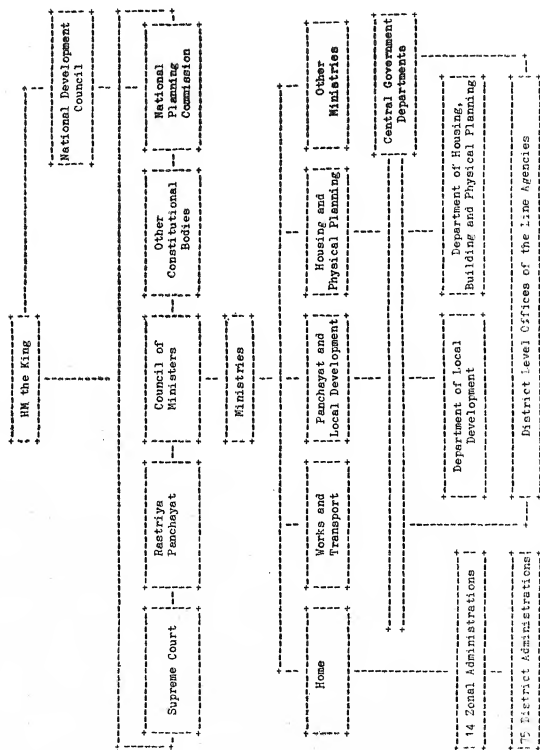 HM the King
National Development
Council
Supreme Court
Rastriya
Panchayat
Council of
Ministers
Other
Constitutional
Bodies
National
Planning
Commission
Ministries
Home
Works and
Transport
Panchayat and
Local Development
Housing and
Physical Planning
Other
Ministries
Central Government
Departments
14 Zonal Administrations
Department of Local
Development
Department of Housing,
Building and Physical Planning
75 District Administrations
District Level Offices of the Line Agencies